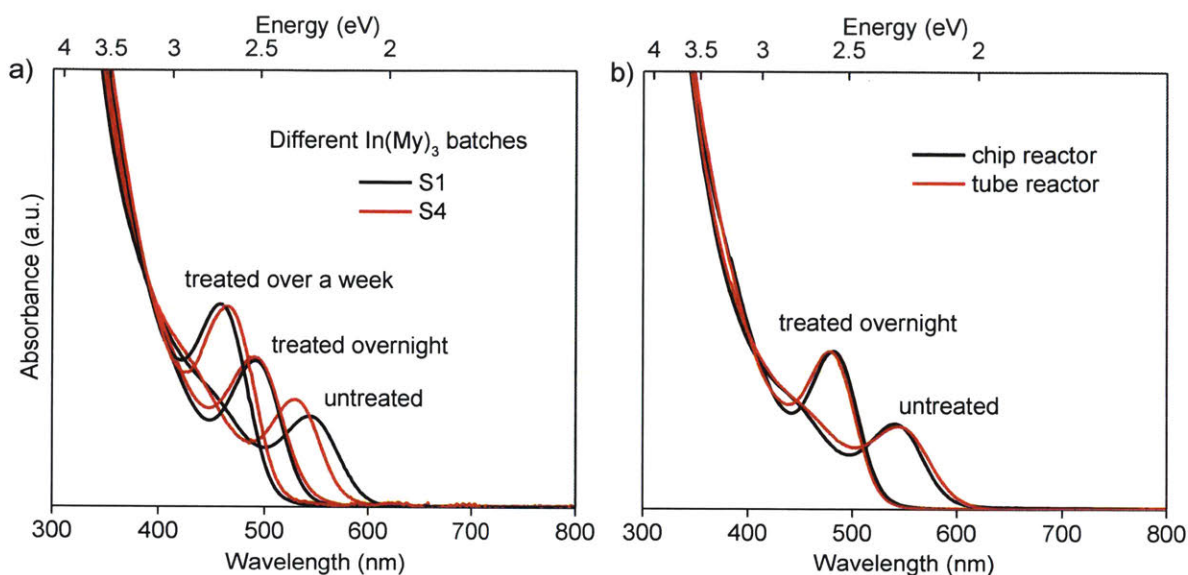 Energy (eV)
4 3.5 3 2.5 2
a)
Different In(My)₃ batches
S1
S4
treated over a week
treated overnight
untreated
Absorbance (a.u.)
300 400 500 600 700 800
Wavelength (nm)
Energy (eV)
4 3.5 3 2.5 2
b)
chip reactor
tube reactor
treated overnight
untreated
300 400 500 600 700 800
Wavelength (nm)